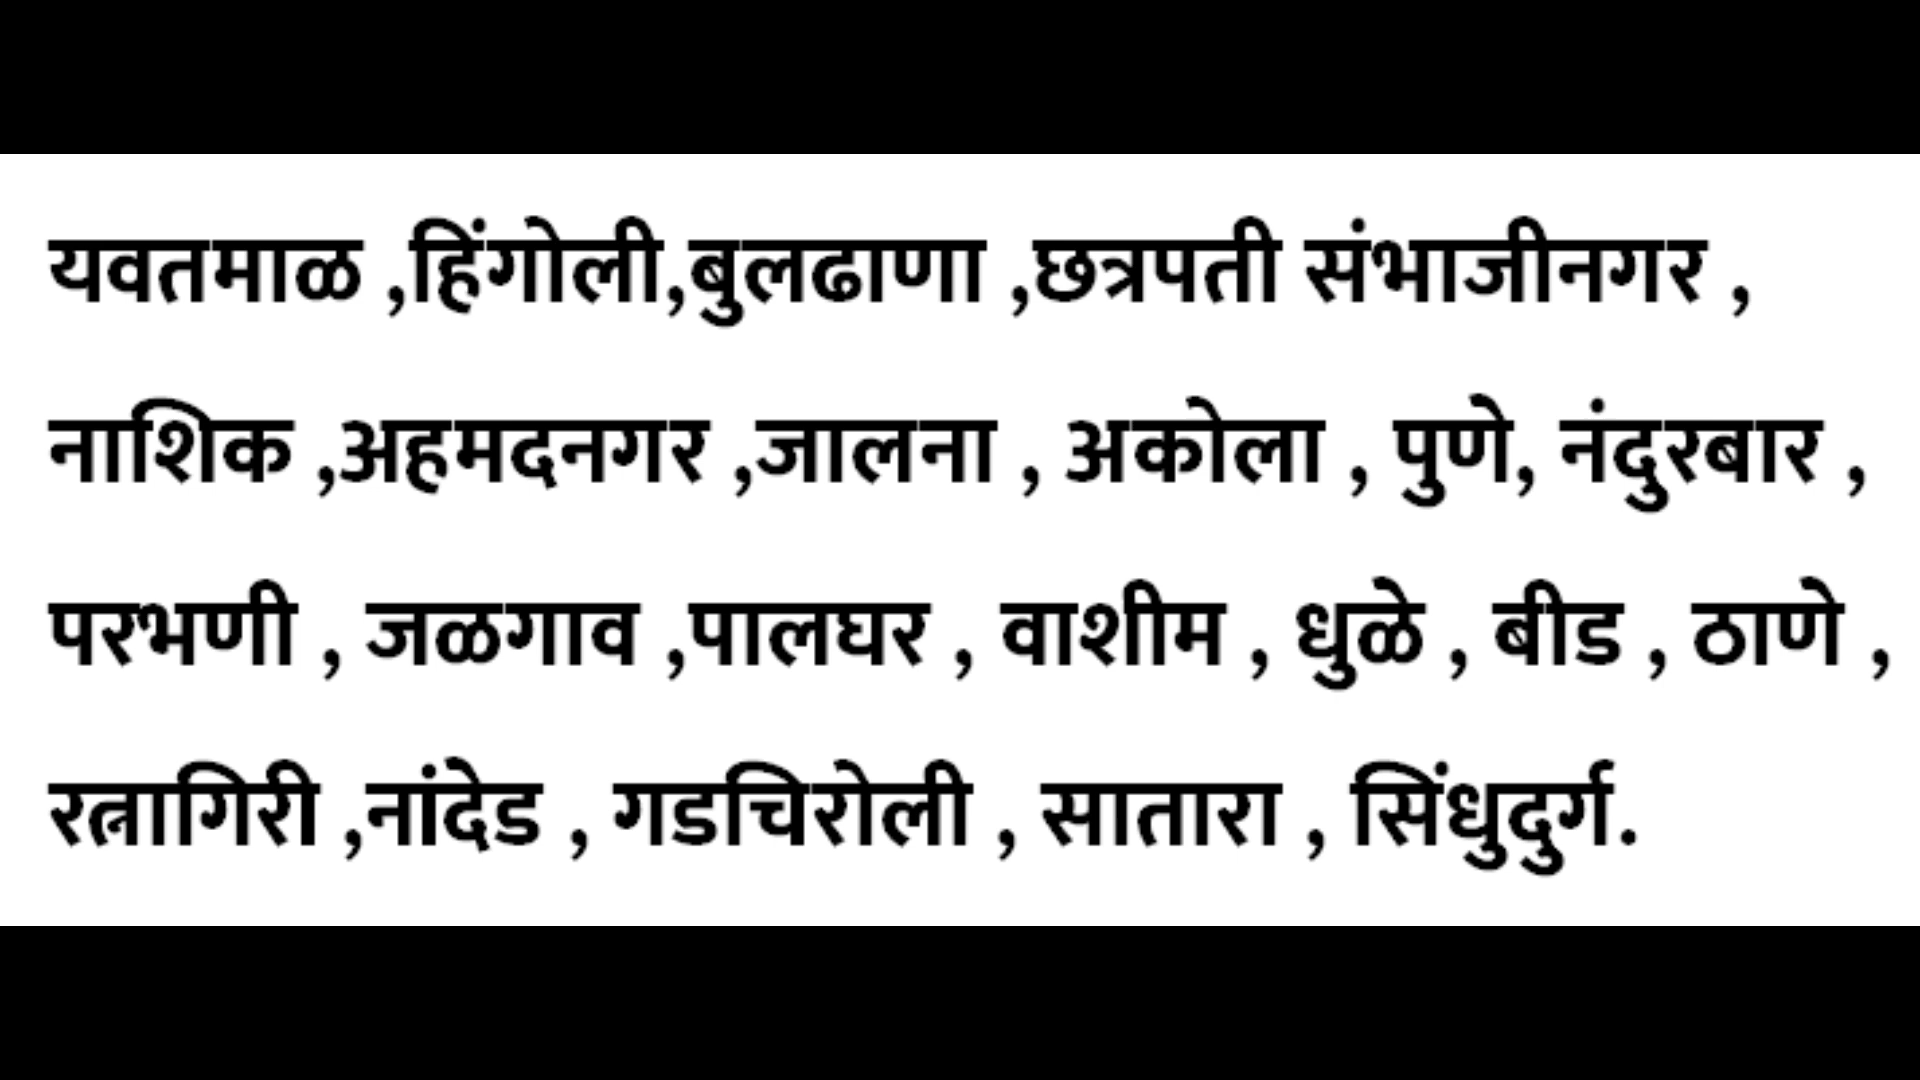 यवतमाळ ,हिंगोली,बुलढाणा ,छत्रपती संभाजीनगर ,
नाशिक ,अहमदनगर ,जालना , अकोला , पुणे, नंदुरबार ,
परभणी , जळगाव ,पालघर , वाशीम , धुळे , बीड , ठाणे ,
रत्नागिरी ,नांदेड , गडचिरोली , सातारा , सिंधुदुर्ग.